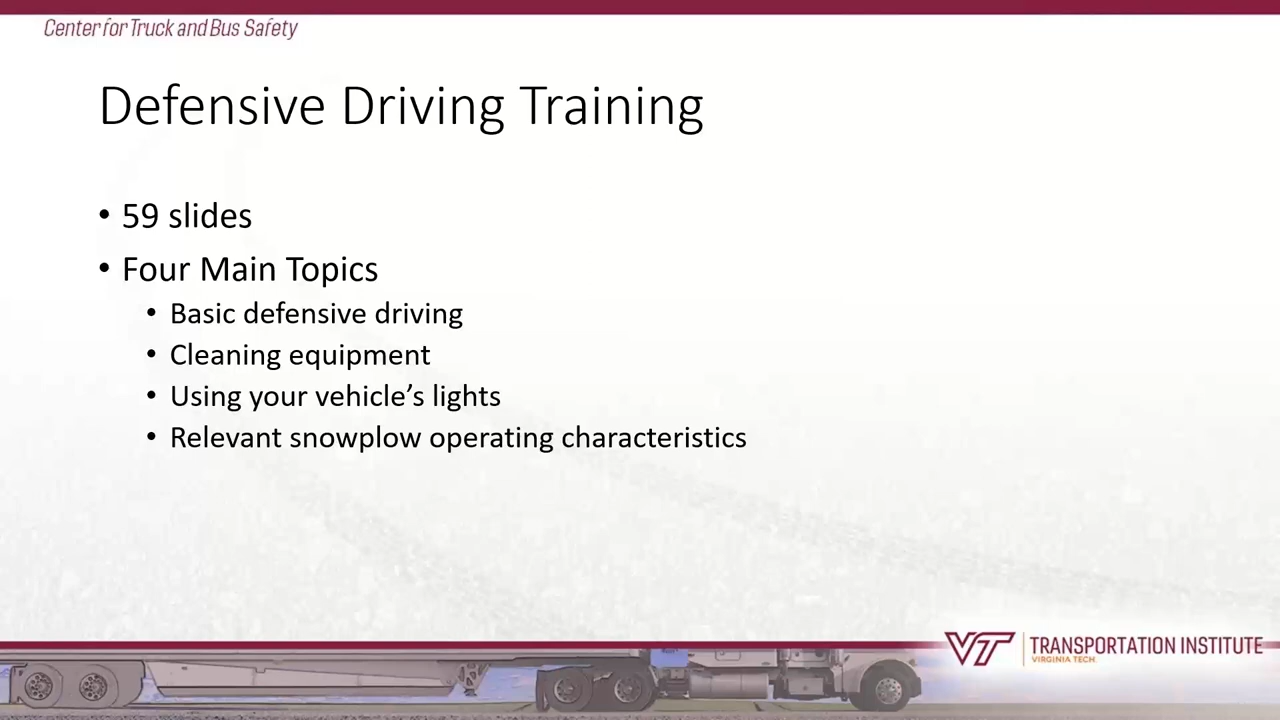 Center for Truck and Bus Safety
Defensive Driving Training
• 59 slides
• Four Main Topics
• Basic defensive driving
• Cleaning equipment
• Using your vehicle’s lights
• Relevant snowplow operating characteristics
VT TRANSPORTATION INSTITUTE
VIRGINIA TECH